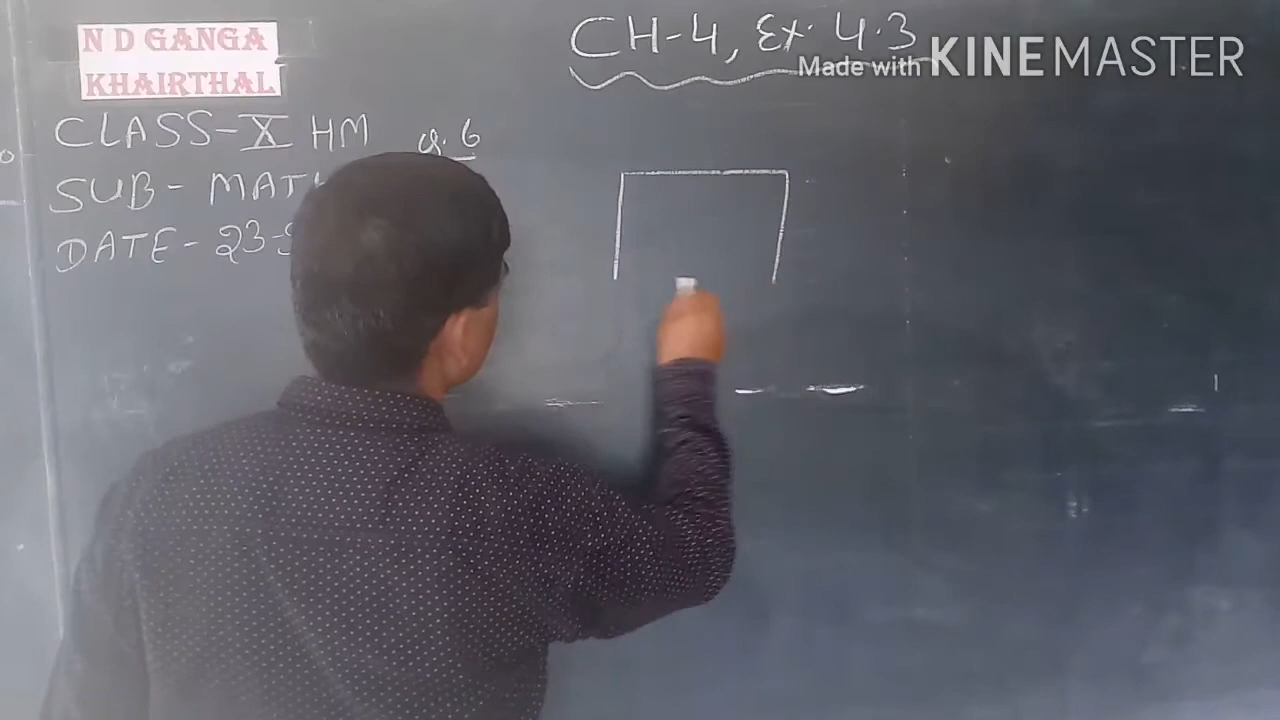 N D GANGA
KHAIRTHAL
CH-4, Ex. 4.3
Made with KINEMASTER
CLASS-X HM
Q. 6
SUB- MAT
DATE- 23-